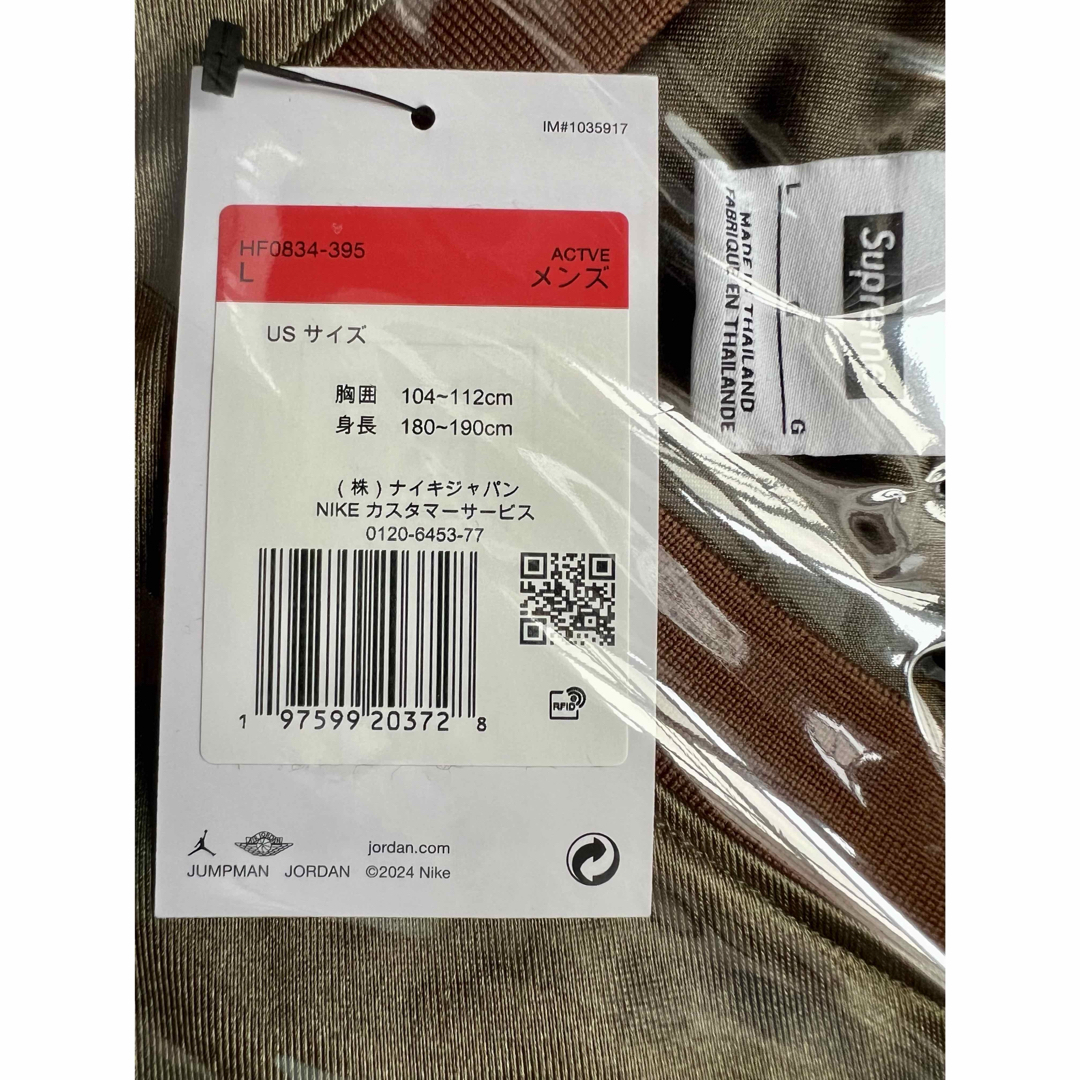 IM#1035917
HF0834-395
L
ACTVE
メンズ
US サイズ
胸囲 104~112cm
身長 180~190cm
(株)ナイキジャパン
NIKE カスタマーサービス
0120-6453-77
1 97599 20372 8
RFID
jordan.com
JUMPMAN JORDAN ©2024 Nike
Supreme
L G
MADE IN THAILAND
FABRIQUE EN THAILANDE